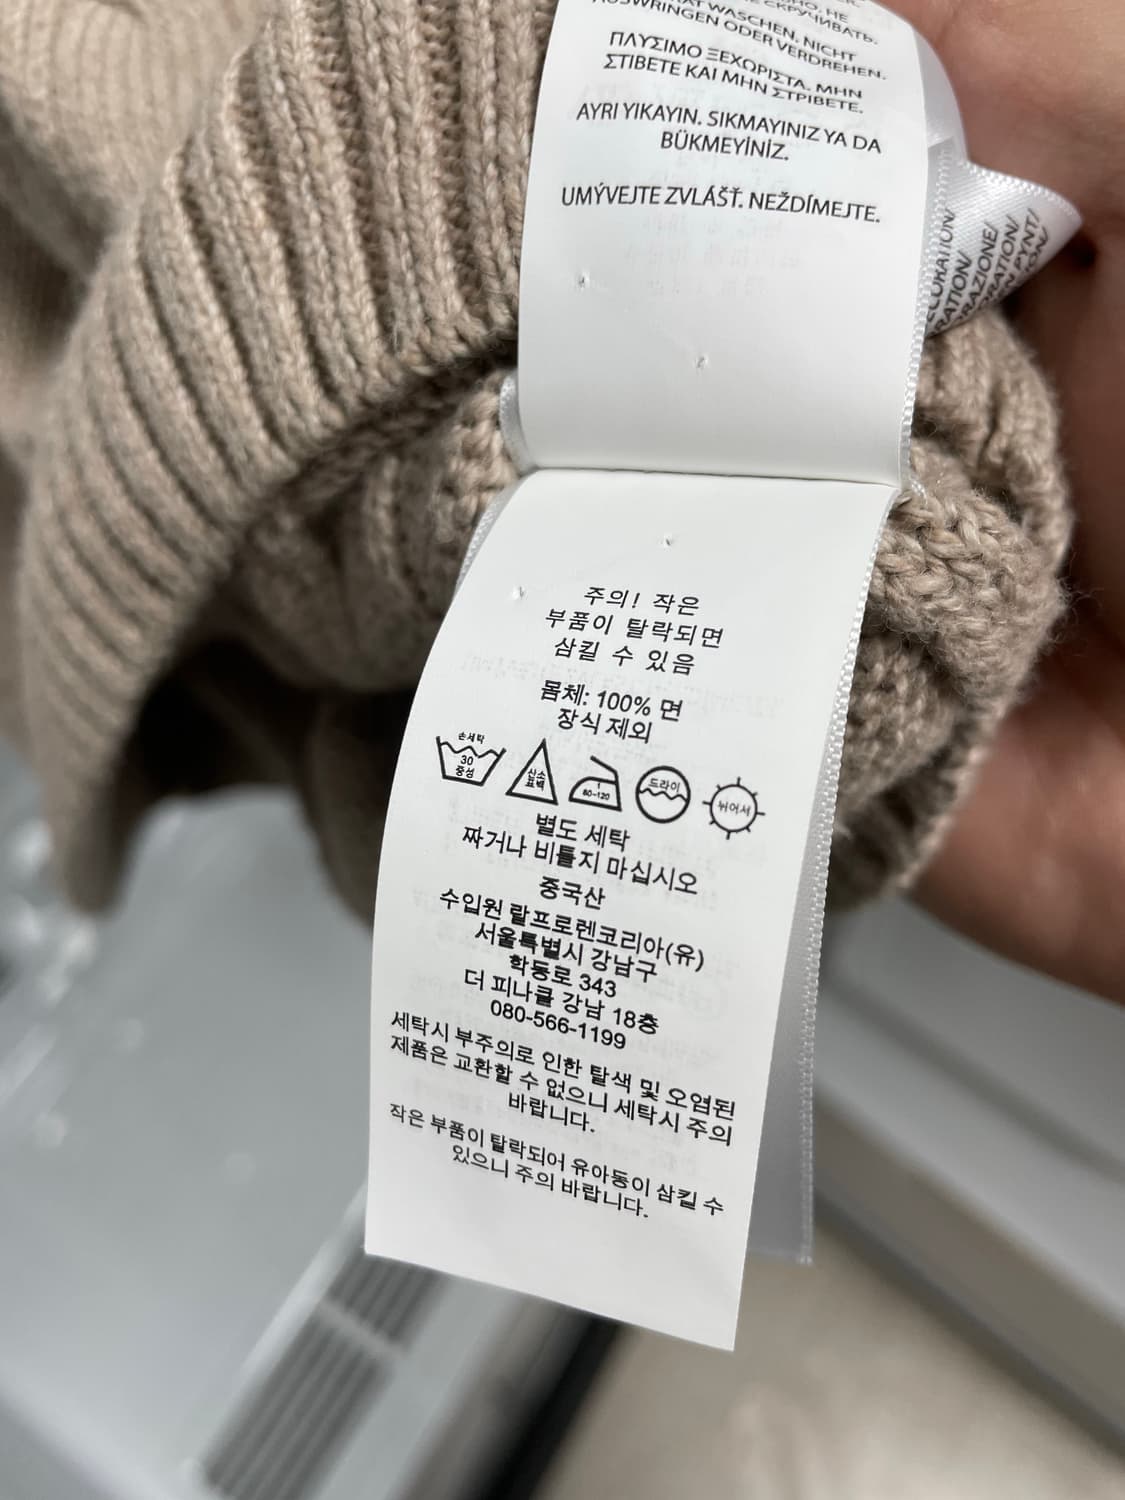 СКРУЧИВАТЬ.
WASCHEN. NICHT
AUSWRINGEN ODER VERDREHEN.
ΠΛΥΣΙΜΟ ΞΕΧΩΡΙΣΤΑ. ΜΗΝ
ΣΤΙΒΕΤΕ ΚΑΙ ΜΗΝ ΣΤΡΙΒΕΤΕ.
AYRI YIKAYIN. SIKMAYINIZ YA DA
BÜKMEYİNİZ.
UMÝVEJTE ZVLÁŠŤ. NEŽDÍMEJTE.
주의! 작은
부품이 탈락되면
삼킬 수 있음
몸체: 100% 면
장식 제외
손세탁
30
중성
산소
표백
1
80-120
드라이
뉘어서
별도 세탁
짜거나 비틀지 마십시오
중국산
수입원 랄프로렌코리아(유)
서울특별시 강남구
학동로 343
더 피나클 강남 18층
080-566-1199
세탁시 부주의로 인한 탈색 및 오염된
제품은 교환할 수 없으니 세탁시 주의
바랍니다.
작은 부품이 탈락되어 유아동이 삼킬 수
있으니 주의 바랍니다.